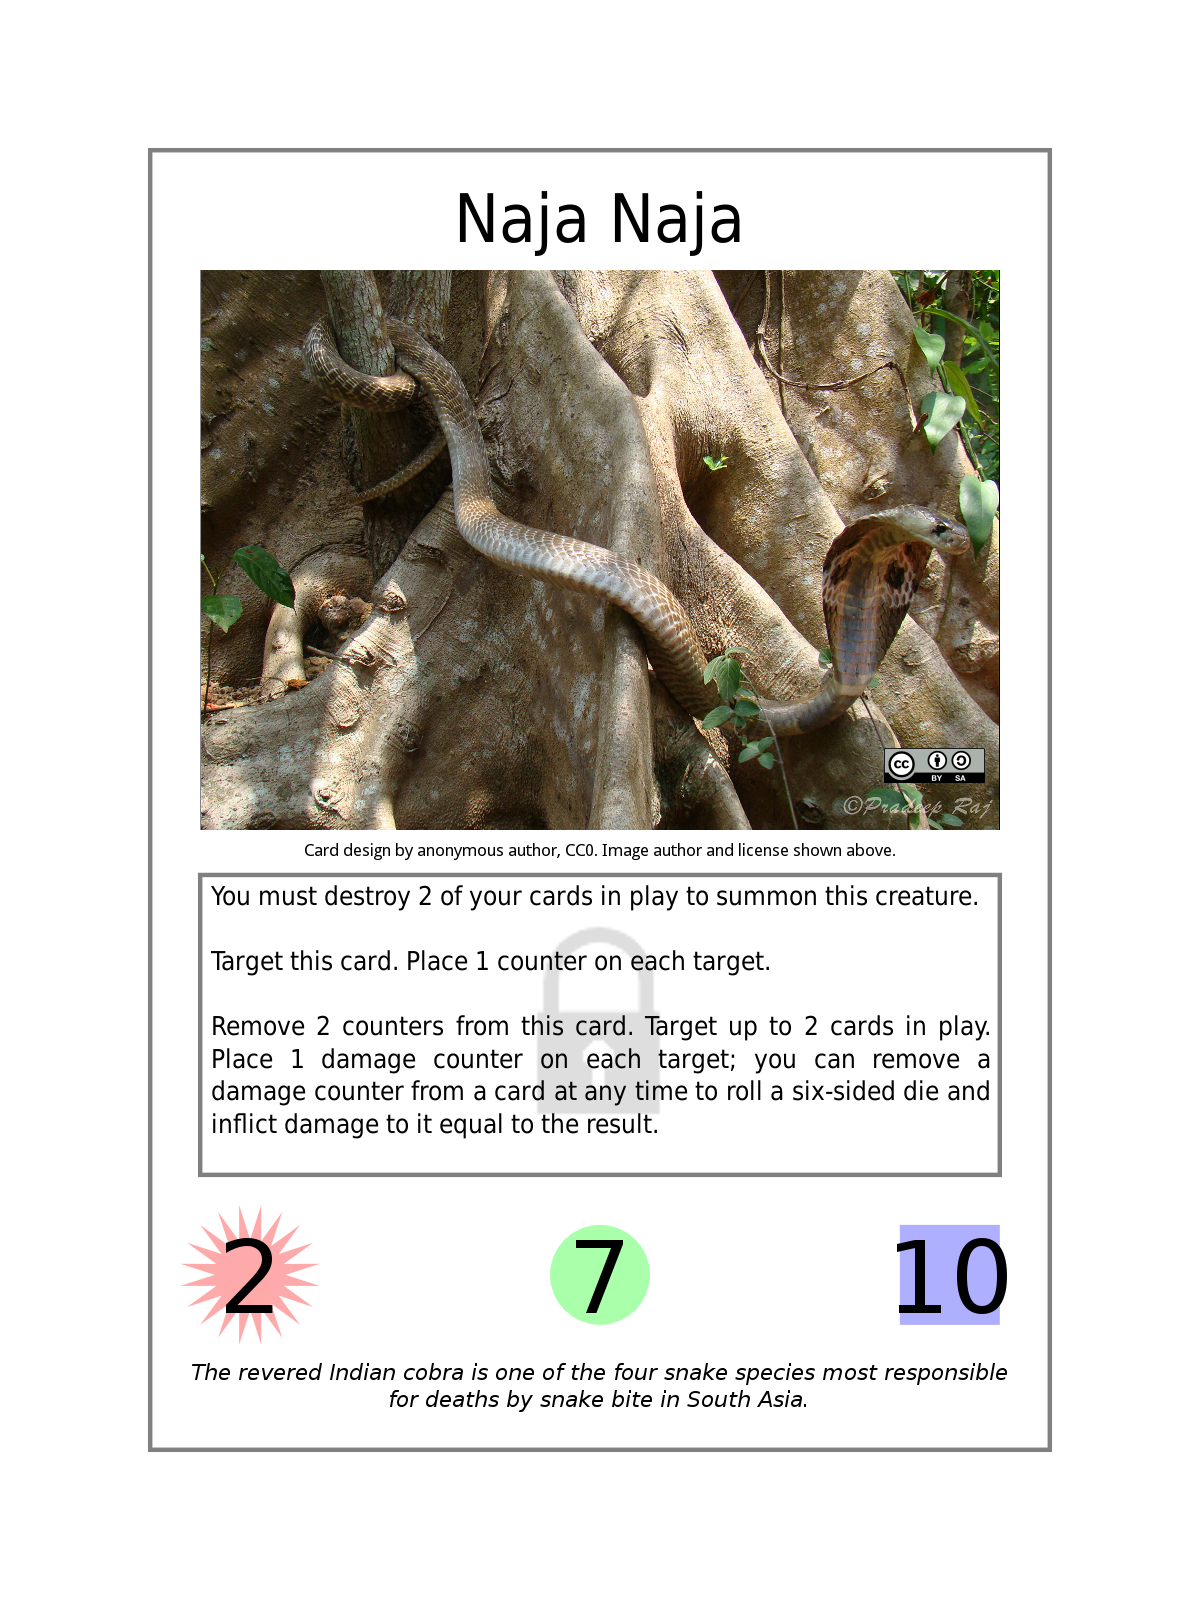 Naja Naja
cc BY SA
©Pradeep Raj
Card design by anonymous author, CC0. Image author and license shown above.
You must destroy 2 of your cards in play to summon this creature.
Target this card. Place 1 counter on each target.
Remove 2 counters from this card. Target up to 2 cards in play.
Place 1 damage counter on each target; you can remove a
damage counter from a card at any time to roll a six-sided die and
inflict damage to it equal to the result.
2 7 10
The revered Indian cobra is one of the four snake species most responsible
for deaths by snake bite in South Asia.